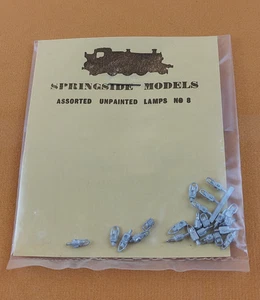 SPRINGSIDE MODELS
ASSORTED UNPAINTED LAMPS NO 8